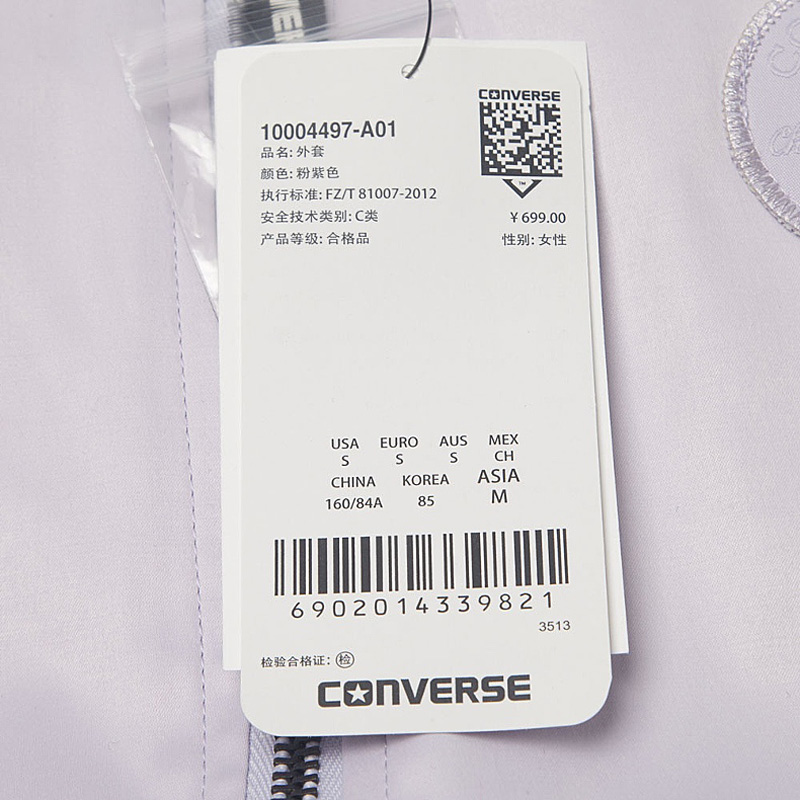 CONVERSE
CONVERSE
10004497-A01
品名: 外套
颜色: 粉紫色
执行标准: FZ/T 81007-2012
安全技术类别: C类
产品等级: 合格品
TM
¥699.00
性别: 女性
USA EURO AUS MEX
S S S CH
CHINA KOREA ASIA
160/84A 85 M
6902014339821
3513
检验合格证: 检
CONVERSE